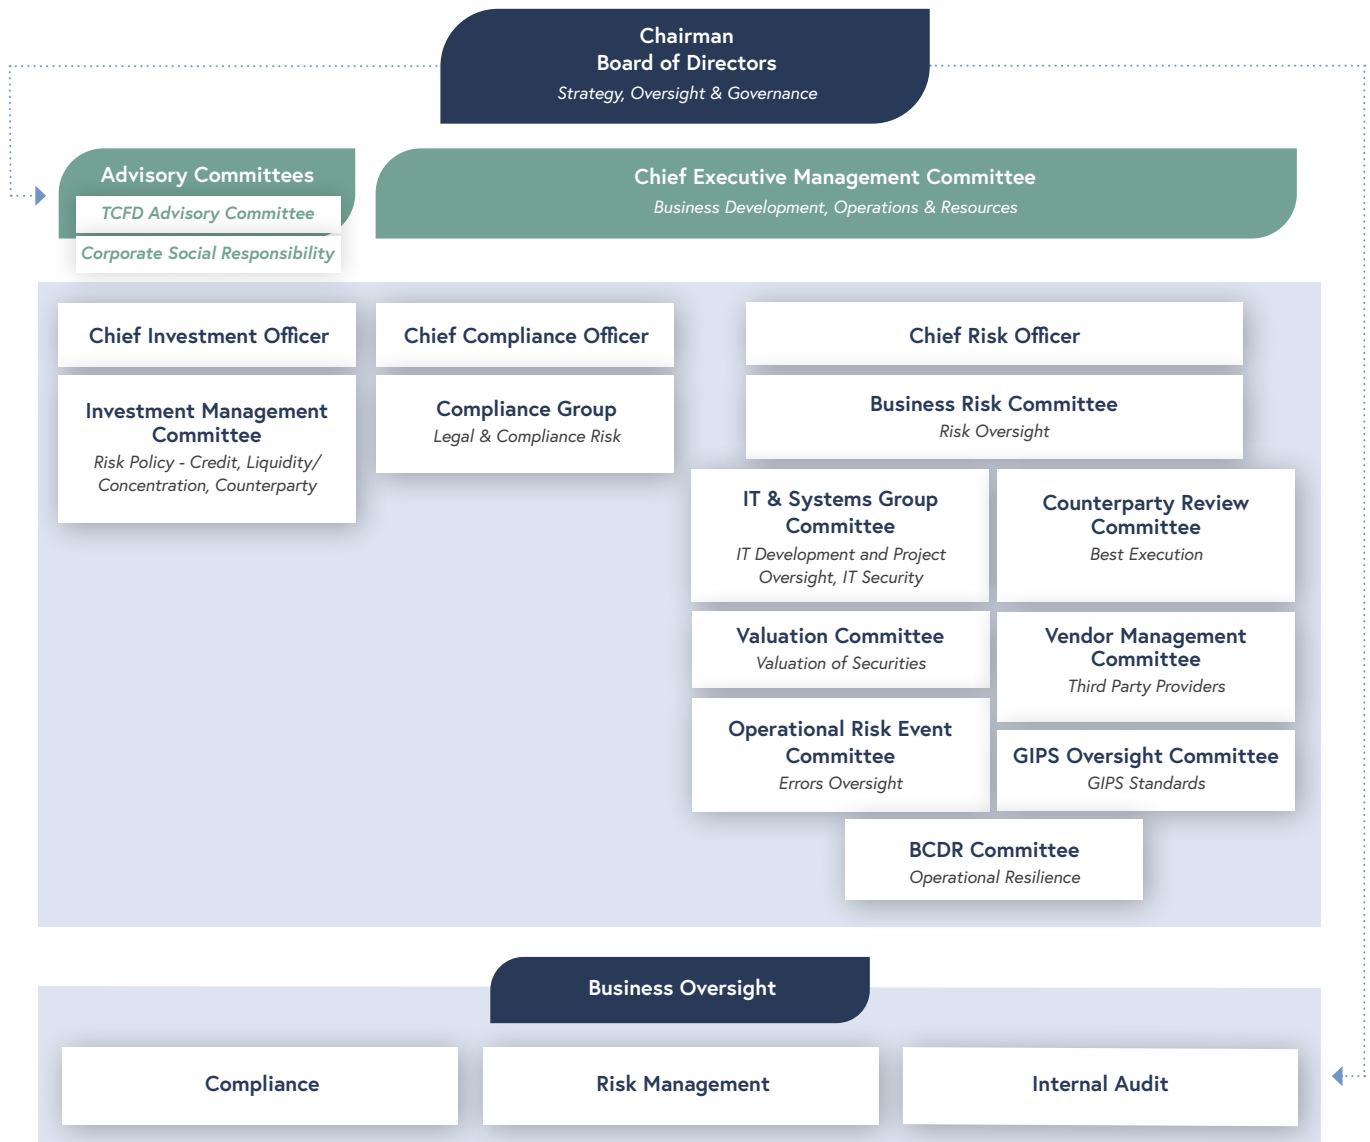 Chairman
Board of Directors
Strategy, Oversight & Governance
Advisory Committees
TCFD Advisory Committee
Corporate Social Responsibility
Chief Executive Management Committee
Business Development, Operations & Resources
Chief Investment Officer
Investment Management
Committee
Risk Policy - Credit, Liquidity/
Concentration, Counterparty
Chief Compliance Officer
Compliance Group
Legal & Compliance Risk
Chief Risk Officer
Business Risk Committee
Risk Oversight
IT & Systems Group
Committee
IT Development and Project
Oversight, IT Security
Counterparty Review
Committee
Best Execution
Valuation Committee
Valuation of Securities
Vendor Management
Committee
Third Party Providers
Operational Risk Event
Committee
Errors Oversight
GIPS Oversight Committee
GIPS Standards
BCDR Committee
Operational Resilience
Business Oversight
Compliance
Risk Management
Internal Audit